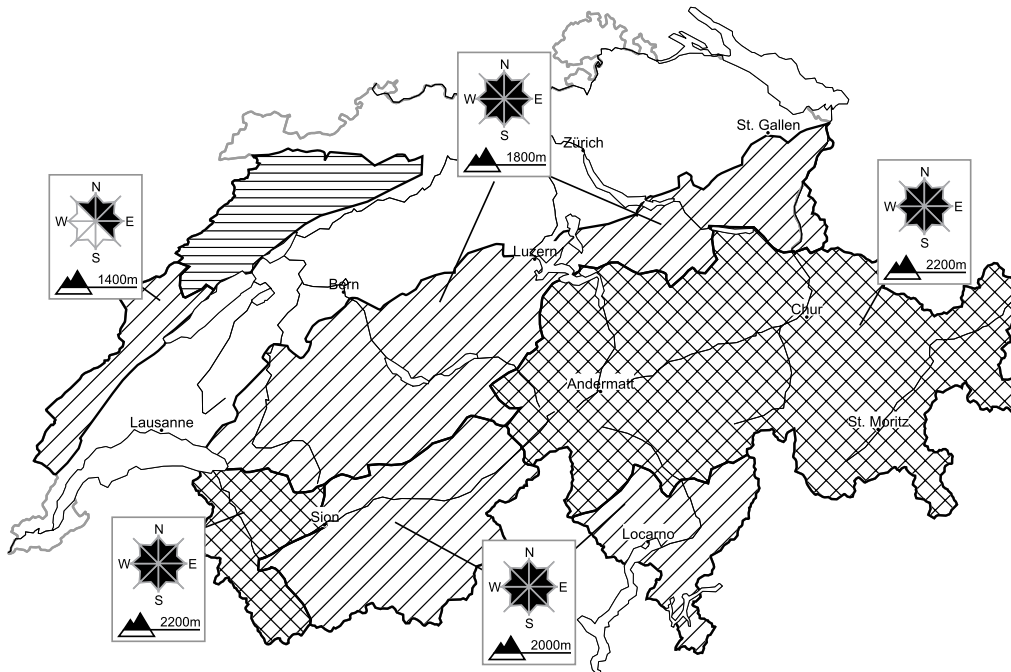 N
W E
S
1800m
St. Gallen
Zürich
N
W E
S
1400m
N
W E
S
2200m
Luzern
Bern
Chur
Andermatt
Lausanne
St. Moritz
Sion
Locarno
N
W E
S
2200m
N
W E
S
2000m